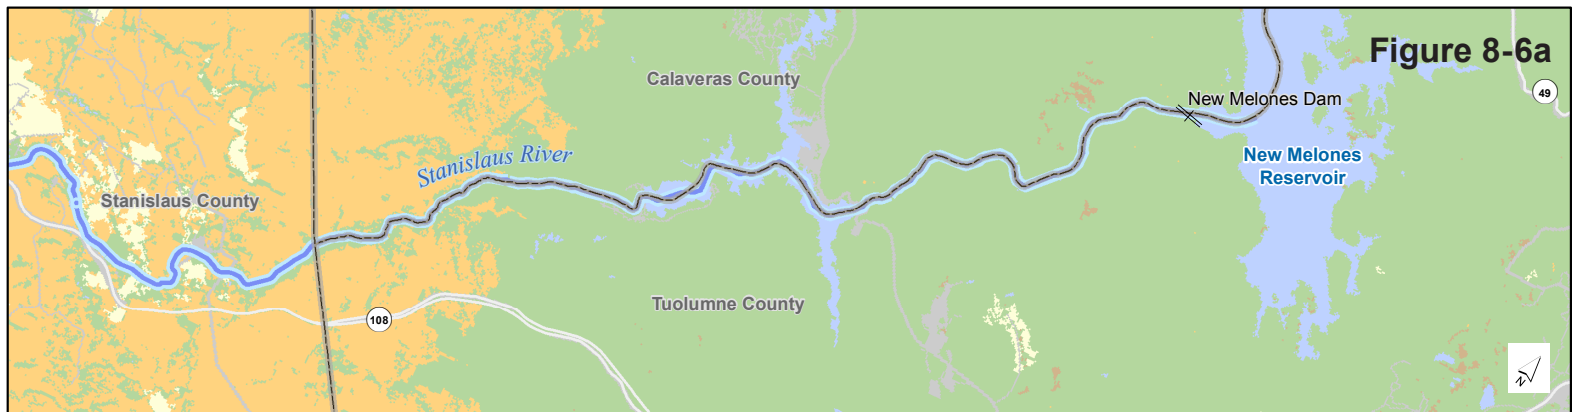 Figure 8-6a
Calaveras County
New Melones Dam
49
Stanislaus River
New Melones
Reservoir
Stanislaus County
Tuolumne County
108
N